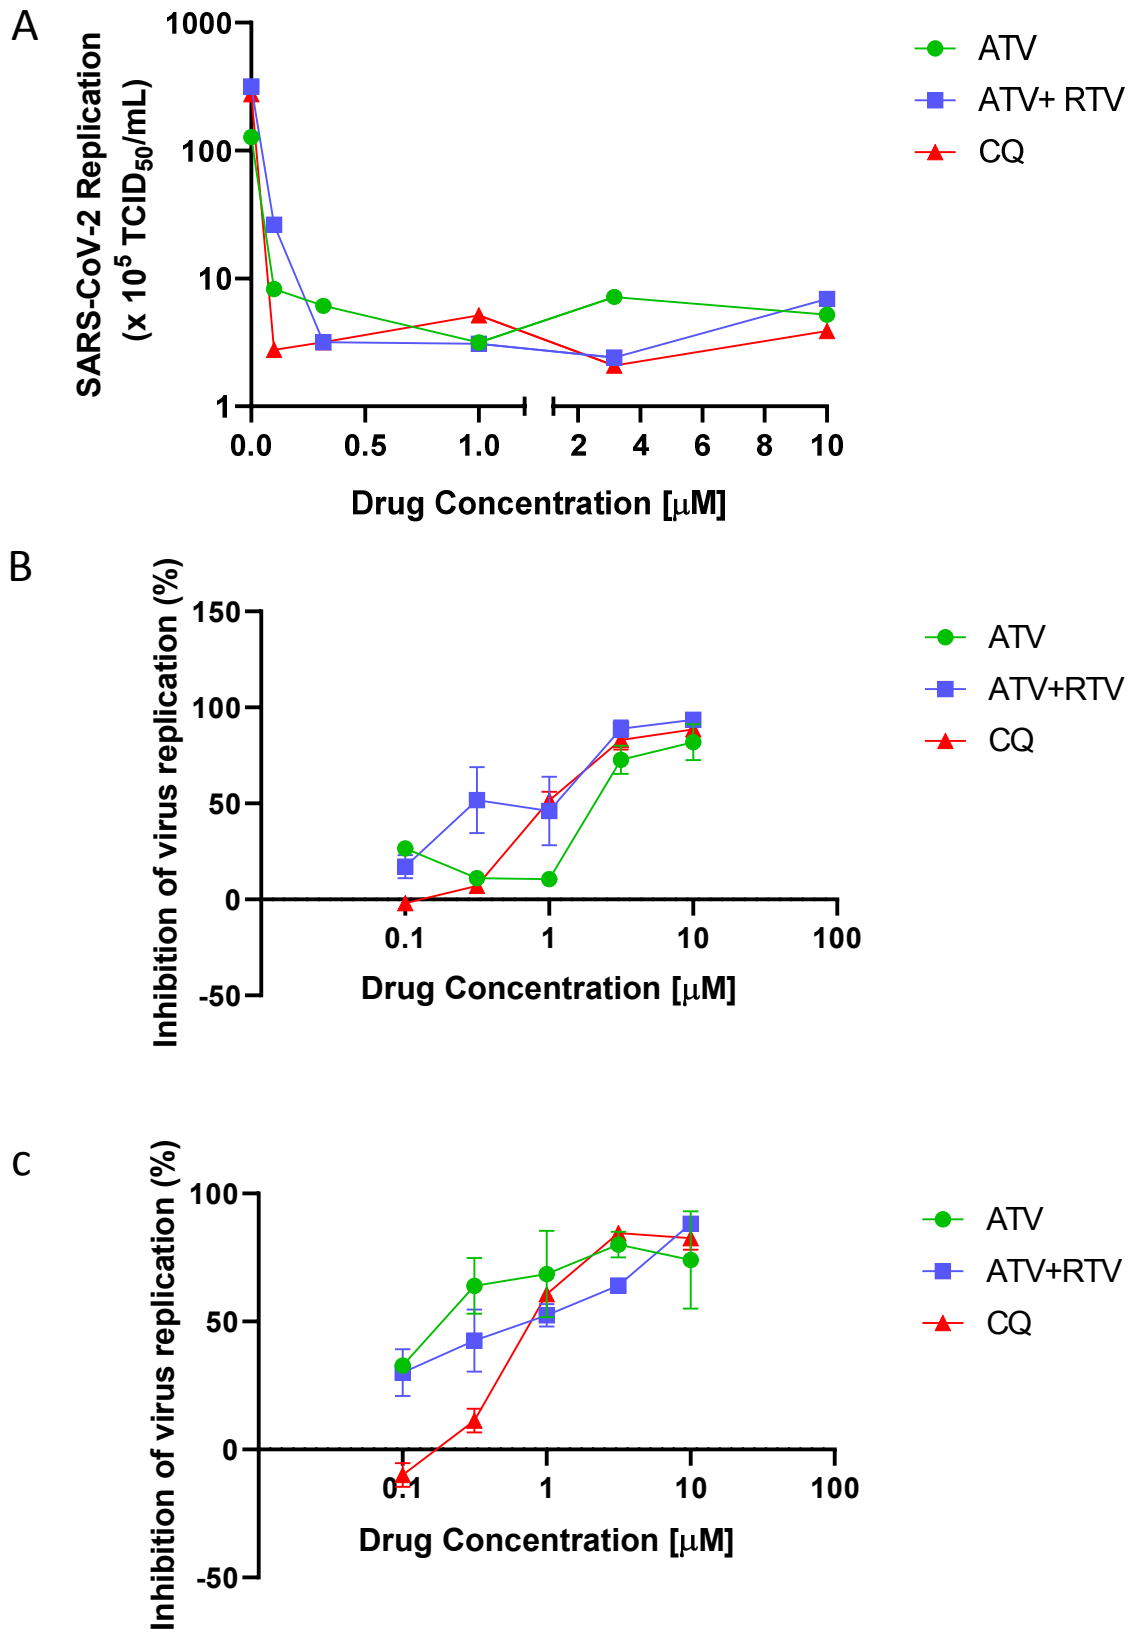 A
SARS-CoV-2 Replication
(x 10⁵ TCID₅₀/mL)
1000
100
10
1
0.0 0.5 1.0 2 4 6 8 10
Drug Concentration [μM]
ATV
ATV+ RTV
CQ
B
Inhibition of virus replication (%)
150
100
50
0
-50
0.1 1 10 100
Drug Concentration [μM]
ATV
ATV+RTV
CQ
c
Inhibition of virus replication (%)
100
50
0
-50
0.1 1 10 100
Drug Concentration [μM]
ATV
ATV+RTV
CQ